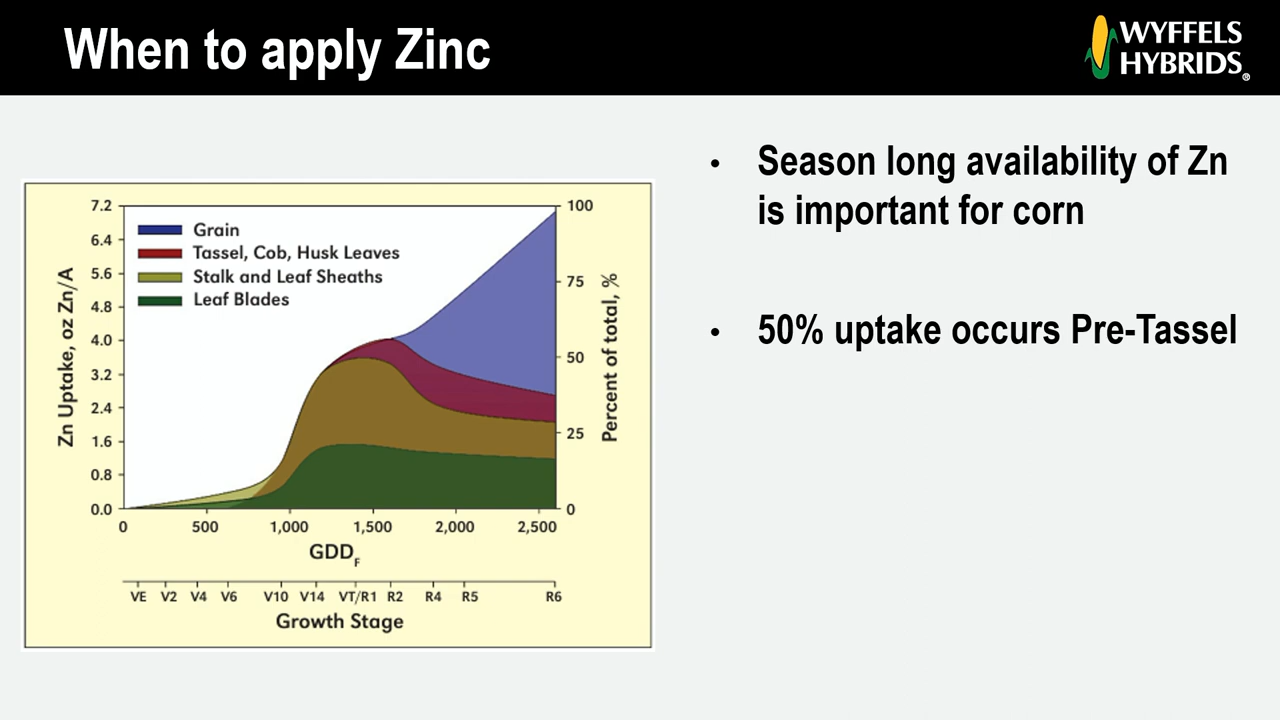 When to apply Zinc
WYFFELS
HYBRIDS®
• Season long availability of Zn
is important for corn
• 50% uptake occurs Pre-Tassel
Zn Uptake, oz Zn/A
7.2
6.4
5.6
4.8
4.0
3.2
2.4
1.6
0.8
0.0
Grain
Tassel, Cob, Husk Leaves
Stalk and Leaf Sheaths
Leaf Blades
100
75
50
25
0
Percent of total, %
0 500 1,000 1,500 2,000 2,500
GDDF
VE V2 V4 V6 V10 V14 VT/R1 R2 R4 R5 R6
Growth Stage